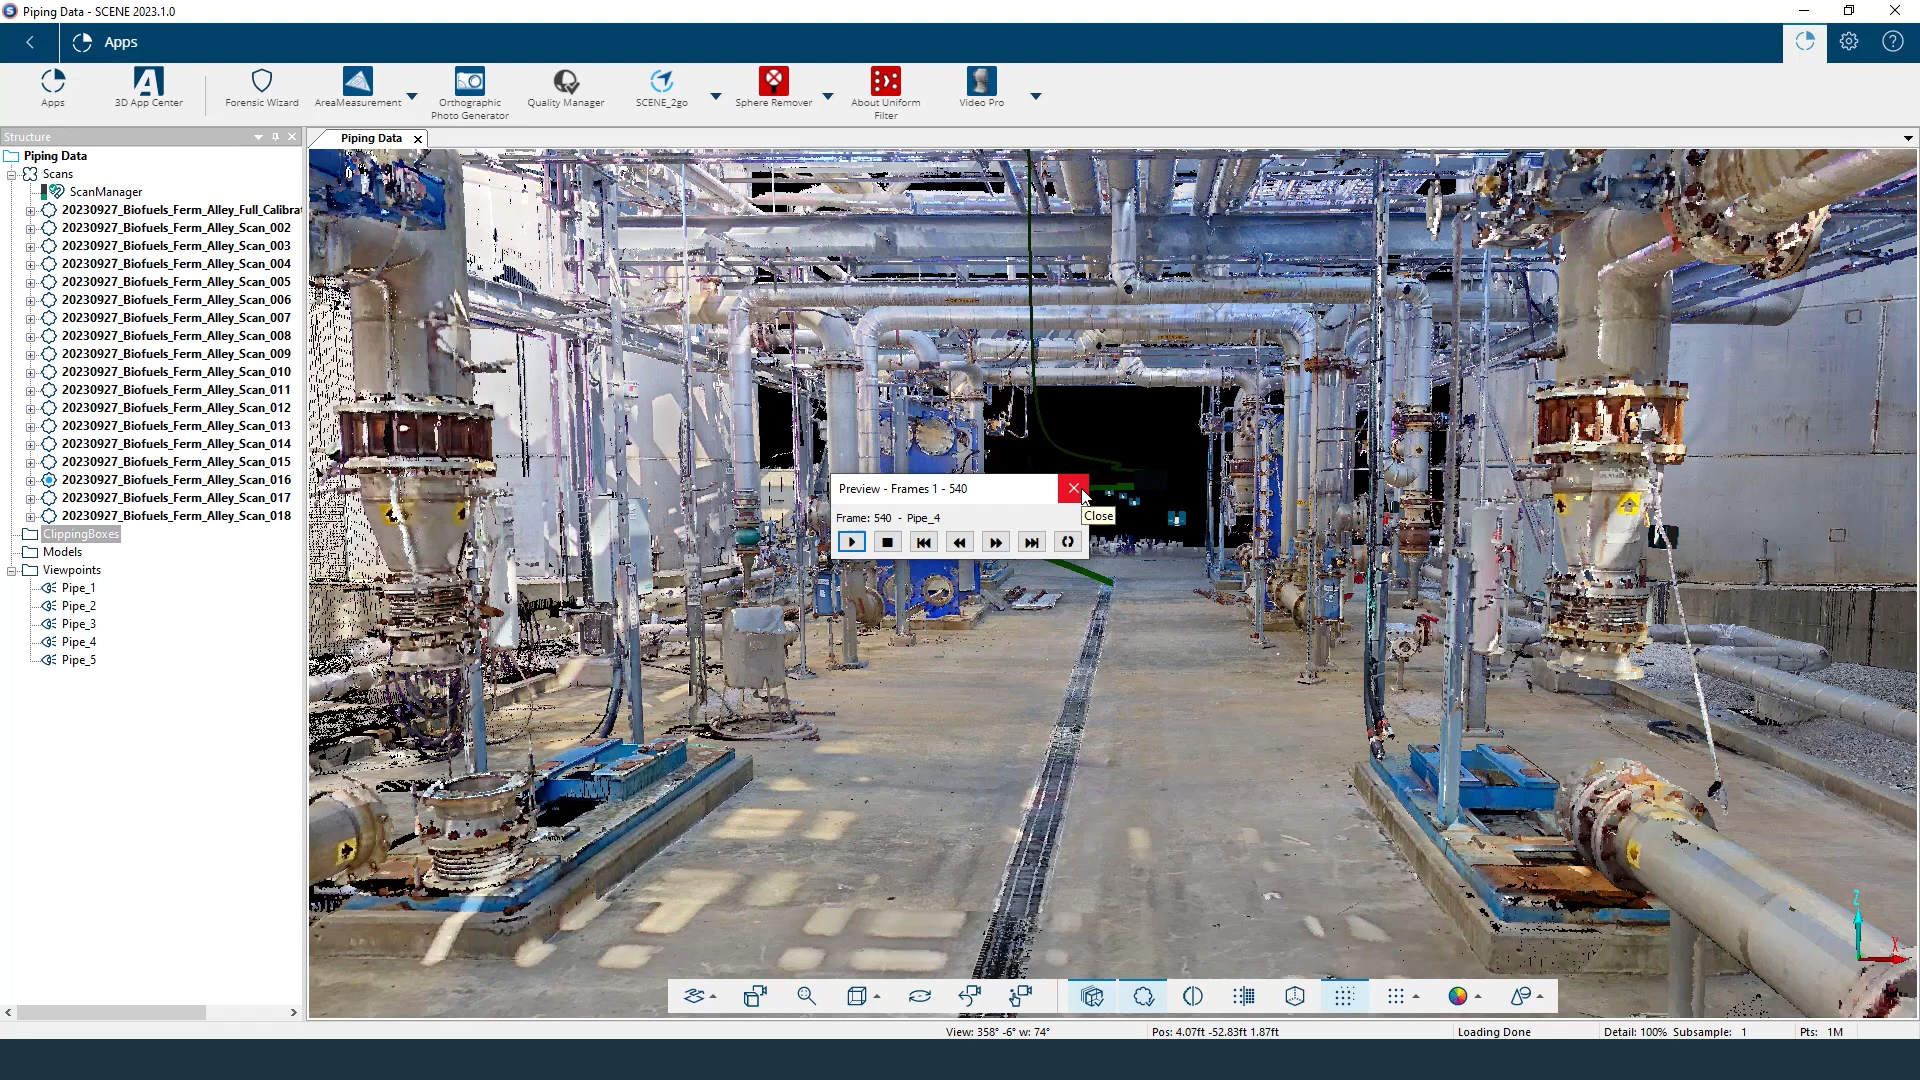 Piping Data - SCENE 2023.1.0
Apps
Apps
3D App Center
Forensic Wizard
AreaMeasurement
Orthographic
Photo Generator
Quality Manager
SCENE_2go
Sphere Remover
About Uniform
Filter
Video Pro
Structure
Piping Data
Piping Data
Scans
ScanManager
20230927_Biofuels_Ferm_Alley_Full_Calibra
20230927_Biofuels_Ferm_Alley_Scan_002
20230927_Biofuels_Ferm_Alley_Scan_003
20230927_Biofuels_Ferm_Alley_Scan_004
20230927_Biofuels_Ferm_Alley_Scan_005
20230927_Biofuels_Ferm_Alley_Scan_006
20230927_Biofuels_Ferm_Alley_Scan_007
20230927_Biofuels_Ferm_Alley_Scan_008
20230927_Biofuels_Ferm_Alley_Scan_009
20230927_Biofuels_Ferm_Alley_Scan_010
20230927_Biofuels_Ferm_Alley_Scan_011
20230927_Biofuels_Ferm_Alley_Scan_012
20230927_Biofuels_Ferm_Alley_Scan_013
20230927_Biofuels_Ferm_Alley_Scan_014
20230927_Biofuels_Ferm_Alley_Scan_015
20230927_Biofuels_Ferm_Alley_Scan_016
20230927_Biofuels_Ferm_Alley_Scan_017
20230927_Biofuels_Ferm_Alley_Scan_018
ClippingBoxes
Models
Viewpoints
Pipe_1
Pipe_2
Pipe_3
Pipe_4
Pipe_5
Preview - Frames 1 - 540
Frame: 540 - Pipe_4
Close
Z
X
View: 358° -6° w: 74°
Pos: 4.07ft -52.83ft 1.87ft
Loading Done
Detail: 100% Subsample: 1
Pts: 1M